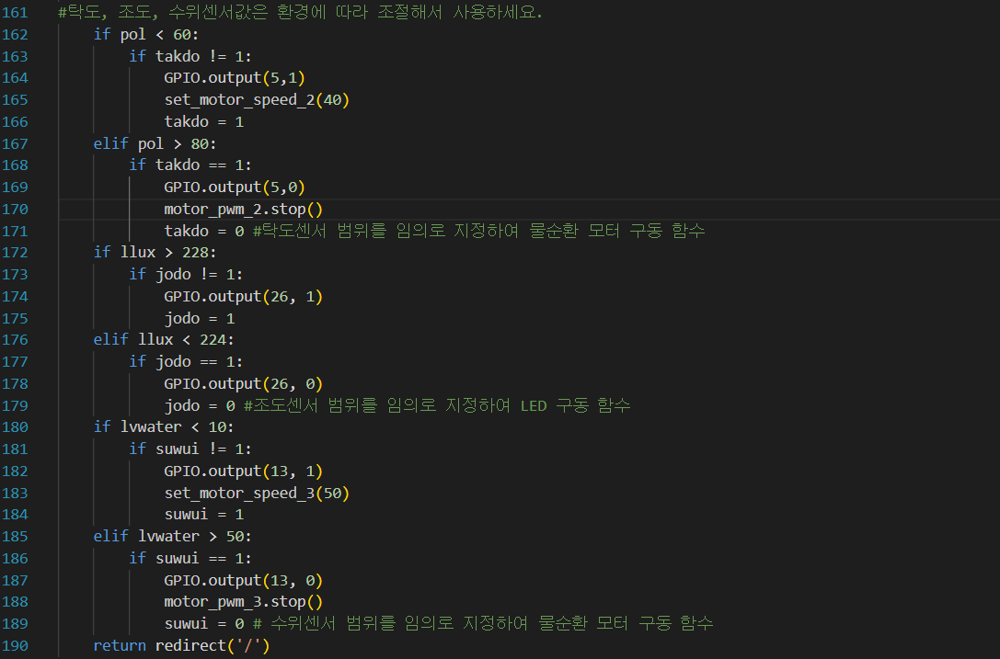 161 #탁도, 조도, 수위센서값은 환경에 따라 조절해서 사용하세요.
162 if pol < 60:
163 if takdo != 1:
164 GPIO.output(5,1)
165 set_motor_speed_2(40)
166 takdo = 1
167 elif pol > 80:
168 if takdo == 1:
169 GPIO.output(5,0)
170 motor_pwm_2.stop()
171 takdo = 0 #탁도센서 범위를 임의로 지정하여 물순환 모터 구동 함수
172 if llux > 228:
173 if jodo != 1:
174 GPIO.output(26, 1)
175 jodo = 1
176 elif llux < 224:
177 if jodo == 1:
178 GPIO.output(26, 0)
179 jodo = 0 #조도센서 범위를 임의로 지정하여 LED 구동 함수
180 if lvwater < 10:
181 if suwui != 1:
182 GPIO.output(13, 1)
183 set_motor_speed_3(50)
184 suwui = 1
185 elif lvwater > 50:
186 if suwui == 1:
187 GPIO.output(13, 0)
188 motor_pwm_3.stop()
189 suwui = 0 # 수위센서 범위를 임의로 지정하여 물순환 모터 구동 함수
190 return redirect('/')